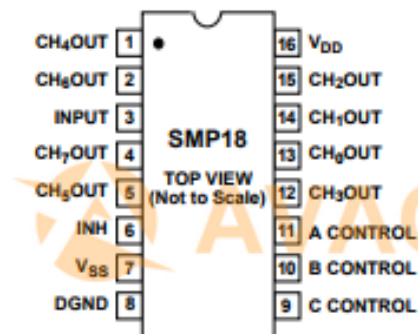 CH4OUT 1
CH6OUT 2
INPUT 3
CH7OUT 4
CH5OUT 5
INH 6
VSS 7
DGND 8
SMP18
TOP VIEW
(Not to Scale)
16 VDD
15 CH2OUT
14 CH1OUT
13 CH0OUT
12 CH3OUT
11 A CONTROL
10 B CONTROL
9 C CONTROL
AVAQ